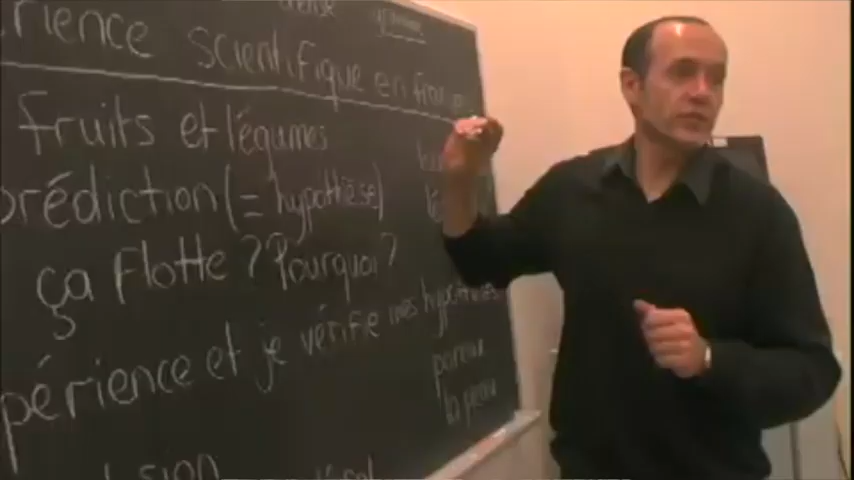 rience scientifique en fran
fruits et légumes
prédiction (= hypothèse)
ça flotte? Pourquoi?
périence et je vérifie mes hypothèses
la peau
sion